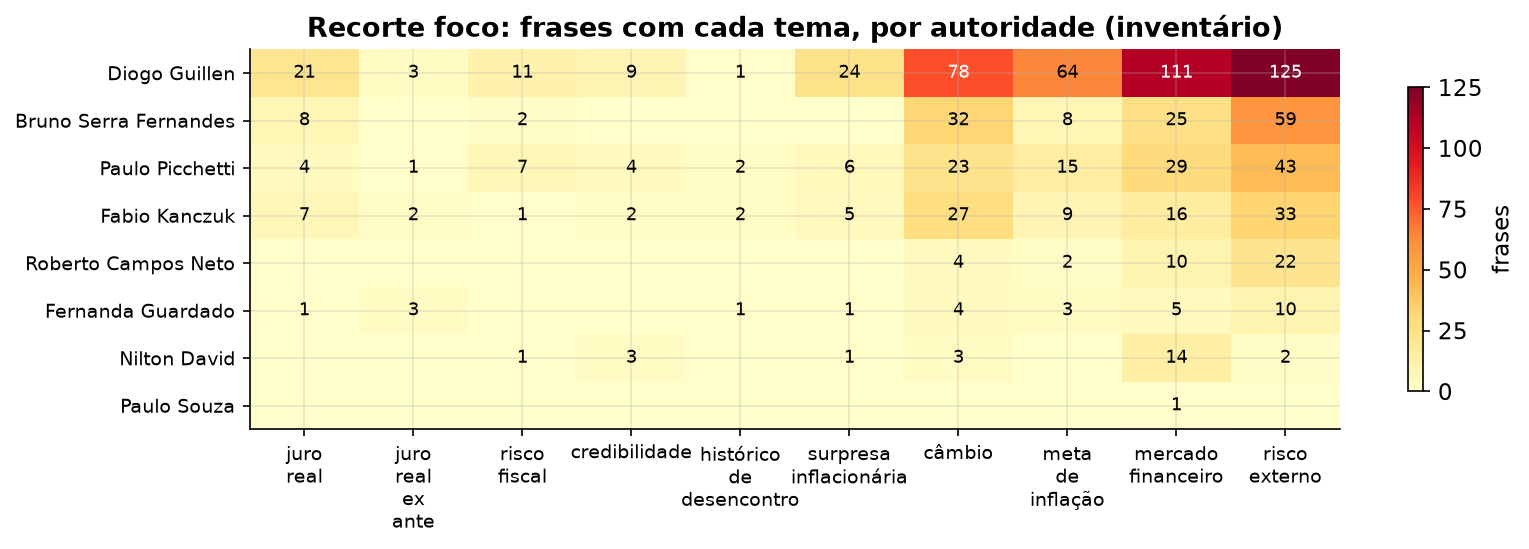 Recorte foco: frases com cada tema, por autoridade (inventário)
Diogo Guillen 21 3 11 9 1 24 78 64 111 125
Bruno Serra Fernandes 8 2 32 8 25 59
Paulo Picchetti 4 1 7 4 2 6 23 15 29 43
Fabio Kanczuk 7 2 1 2 2 5 27 9 16 33
Roberto Campos Neto 4 2 10 22
Fernanda Guardado 1 3 1 1 4 3 5 10
Nilton David 1 3 1 3 14 2
Paulo Souza 1
juro real
juro real ex ante
risco fiscal
credibilidade
histórico de desencontro
surpresa inflacionária
câmbio
meta de inflação
mercado financeiro
risco externo
125
100
75
50
25
0
frases